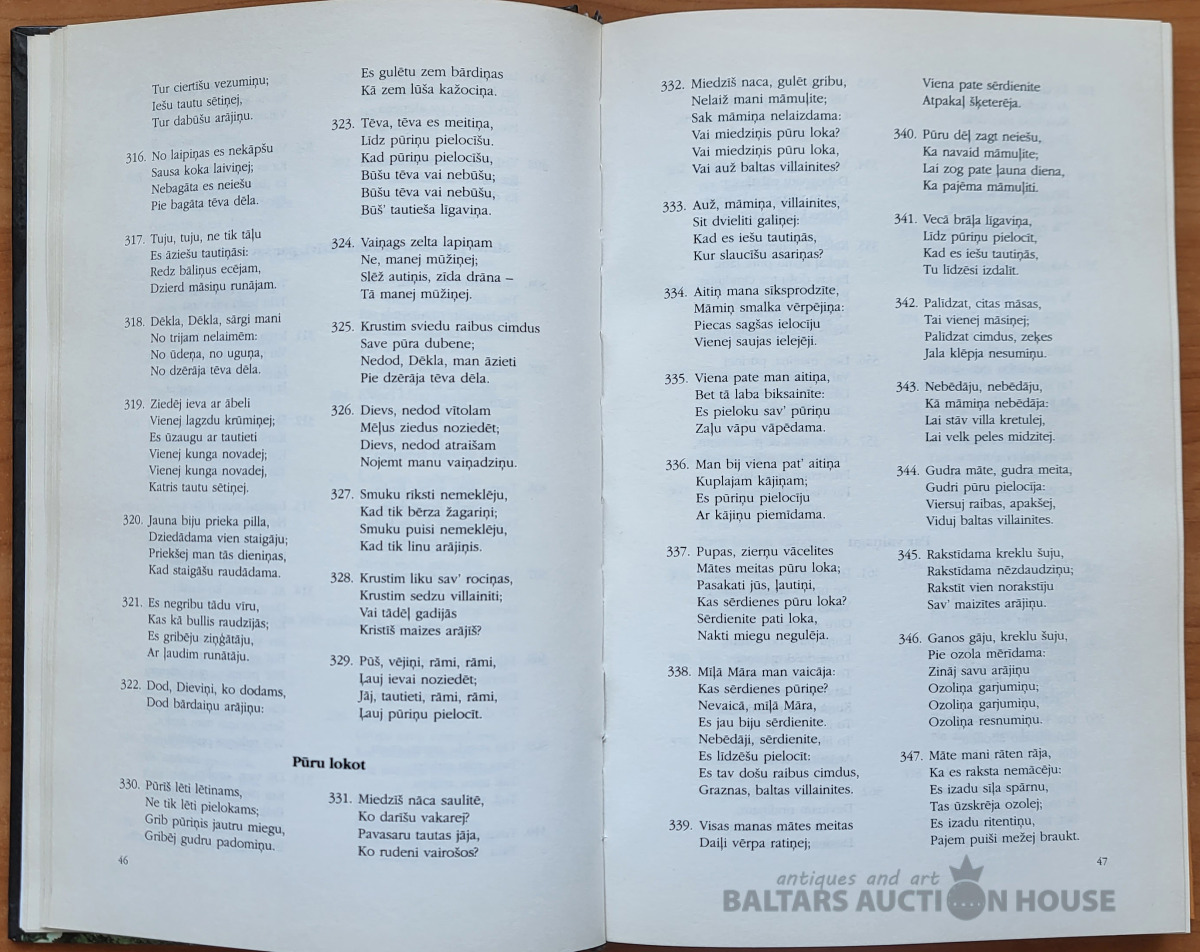 Tur ciertīšu vezumiņu;
Iešu tautu sētiņej,
Tur dabūšu arājiņu.
316. No laipiņas es nekāpšu
Sausa koka laiviņej;
Nebagāta es neiešu
Pie bagāta tēva dēla.
317. Tuju, tuju, ne tik tāļu
Es āziešu tautiņāsi:
Redz bāliņus ecējam,
Dzierd māsiņu runājam.
318. Dēkla, Dēkla, sārgi mani
No trijam nelaimēm:
No ūdeņa, no uguņa,
No dzērāja tēva dēla.
319. Ziedēj ieva ar ābeli
Vienej lagzdu krūmiņej;
Es ūzaugu ar tautieti
Vienej kunga novadej,
Vienej kunga novadej,
Katris tautu sētiņej.
320. Jauna biju prieka pilla,
Dziedādama vien staigāju;
Priekšej man tās dieniņas,
Kad staigāšu raudādama.
321. Es negribu tādu vīru,
Kas kā bullis raudzījās;
Es gribēju ziņģātāju,
Ar ļaudim runātāju.
322. Dod, Dieviņi, ko dodams,
Dod bārdaiņu arājiņu:
Es gulētu zem bārdiņas
Kā zem lūša kažociņa.
323. Tēva, tēva es meitiņa,
Līdz pūriņu pielocīšu.
Kad pūriņu pielocīšu,
Būšu tēva vai nebūšu;
Būšu tēva vai nebūšu,
Būš' tautieša līgaviņa.
324. Vaiņags zelta lapiņam
Ne, manej mūžiņej;
Slēž autiņis, zīda drāna –
Tā manej mūžiņej.
325. Krustim sviedu raibus cimdus
Save pūra dubene;
Nedod, Dēkla, man āzieti
Pie dzērāja tēva dēla.
326. Dievs, nedod vītolam
Mēļus ziedus noziedēt;
Dievs, nedod atraišam
Nojemt manu vaiņadziņu.
327. Smuku rīksti nemeklēju,
Kad tik bērza žagariņi;
Smuku puisi nemeklēju,
Kad tik linu arājiņis.
328. Krustim liku sav' rociņas,
Krustim sedzu villainiti;
Vai tādēļ gadijās
Kristīš maizes arājīš?
329. Pūš, vējiņi, rāmi, rāmi,
Ļauj ievai noziedēt;
Jāj, tautieti, rāmi, rāmi,
Ļauj pūriņu pielocīt.
Pūru lokot
330. Pūrīš lēti lētinams,
Ne tik lēti pielokams;
Grib pūriņis jautru miegu,
Gribēj gudru padomiņu.
331. Miedzīš nāca saulitē,
Ko darīšu vakarej?
Pavasaru tautas jāja,
Ko rudeni vairošos?
46
332. Miedzīš naca, gulēt gribu,
Nelaiž mani māmuļite;
Sak māmiņa nelaizdama:
Vai miedziņis pūru loka?
Vai miedziņis pūru loka,
Vai auž baltas villainites?
333. Auž, māmiņa, villainites,
Sit dvieliti galiņej:
Kad es iešu tautiņās,
Kur slaucīšu asariņas?
334. Aitiņ mana sīksprodzīte,
Māmiņ smalka vērpējiņa:
Piecas sagšas ielocīju
Vienej saujas ielejēji.
335. Viena pate man aitiņa,
Bet tā laba biksainīte:
Es pieloku sav' pūriņu
Zaļu vāpu vāpēdama.
336. Man bij viena pat' aitiņa
Kuplajam kājiņam;
Es pūriņu pielocīju
Ar kājiņu piemīdama.
337. Pupas, zierņu vācelites
Mātes meitas pūru loka;
Pasakati jūs, ļautiņi,
Kas sērdienes pūru loka?
Sērdienite pati loka,
Nakti miegu negulēja.
338. Mīļā Māra man vaicāja:
Kas sērdienes pūriņe?
Nevaicā, mīļā Māra,
Es jau biju sērdienite.
Nebēdāji, sērdienite,
Es līdzēšu pielocīt:
Es tav došu raibus cimdus,
Graznas, baltas villainites.
339. Visas manas mātes meitas
Daiļi vērpa ratiņej;
Viena pate sērdienite
Atpakaļ šķeterēja.
340. Pūru dēļ zagt neiešu,
Ka navaid māmuļite;
Lai zog pate ļauna diena,
Ka pajēma māmuļiti.
341. Vecā brāļa līgaviņa,
Līdz pūriņu pielocīt,
Kad es iešu tautiņās,
Tu līdzēsi izdalīt.
342. Palīdzat, citas māsas,
Tai vienej māsiņej;
Palīdzat cimdus, zeķes
Jala klēpja nesumiņu.
343. Nebēdāju, nebēdāju,
Kā māmiņa nebēdāja:
Lai stāv villa kretulej,
Lai velk peles midzitej.
344. Gudra māte, gudra meita,
Gudri pūru pielocīja:
Viersuj raibas, apakšej,
Viduj baltas villainites.
345. Rakstīdama kreklu šuju,
Rakstīdama nēzdaudziņu;
Rakstīt vien norakstīju
Sav' maizītes arājiņu.
346. Ganos gāju, kreklu šuju,
Pie ozola mērīdama:
Zināj savu arājiņu
Ozoliņa garjumiņu;
Ozoliņa garjumiņu,
Ozoliņa resnumiņu.
347. Māte mani rāten rāja,
Ka es raksta nemācēju:
Es izadu sīļa spārnu,
Tas ūzskrēja ozolej;
Es izadu ritentiņu,
Pajem puiši mežej braukt.
47
antiques and art
BALTARS AUCTION HOUSE